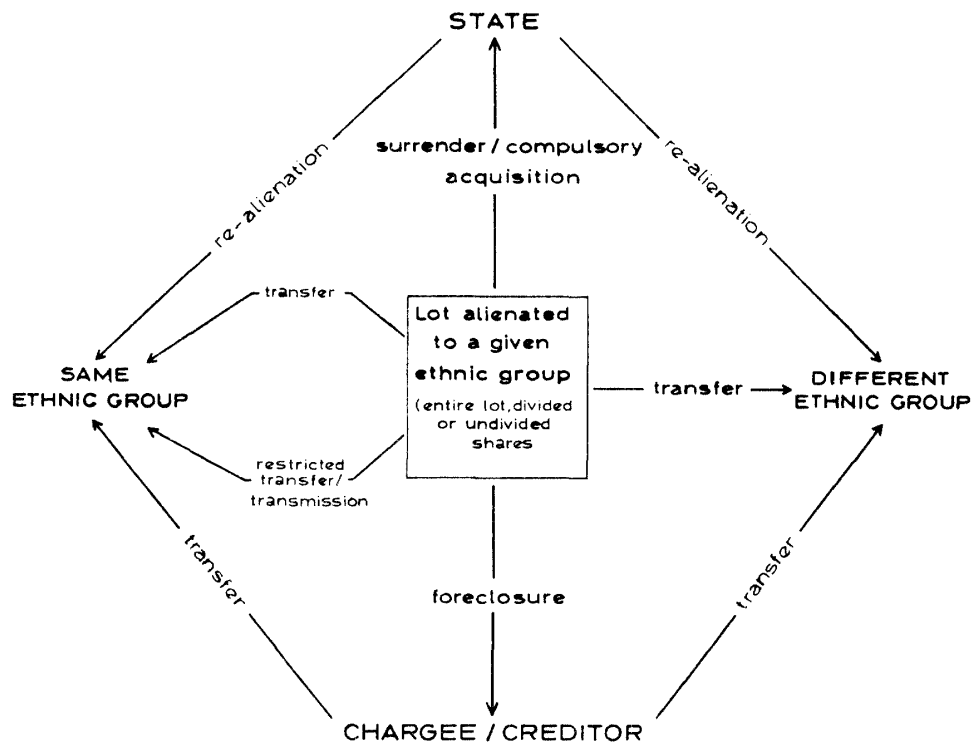 STATE
surrender / compulsory
acquisition
re-alienation
re-alienation
transfer
Lot alienated
to a given
ethnic group
(entire lot, divided
or undivided
shares
SAME
ETHNIC GROUP
transfer
DIFFERENT
ETHNIC GROUP
restricted
transfer/
transmission
transfer
foreclosure
transfer
CHARGEE / CREDITOR